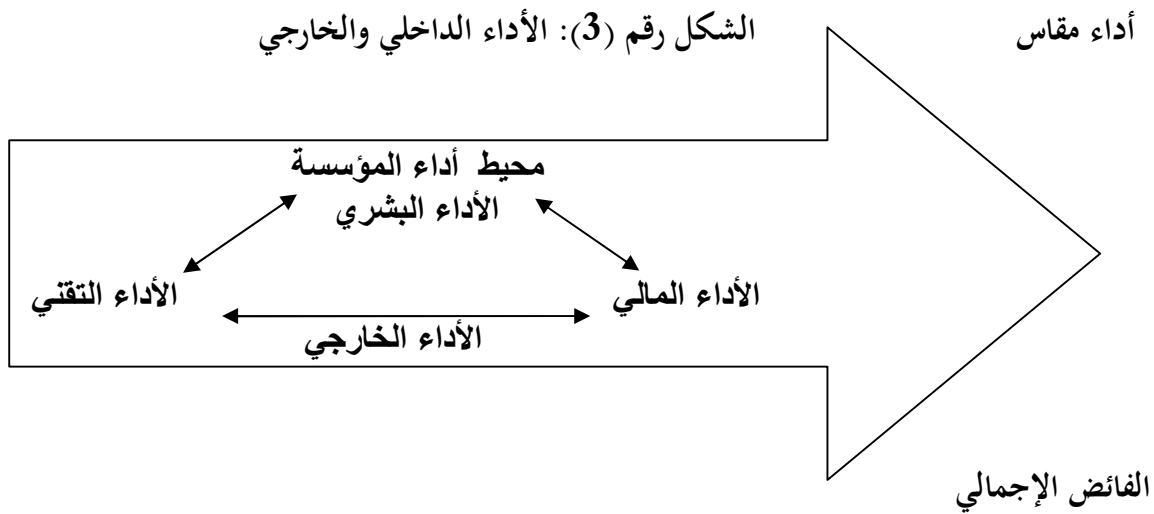 أداء مقاس
الشكل رقم (3): الأداء الداخلي والخارجي
محيط أداء المؤسسة
الأداء البشري
الأداء المالي
الأداء التقني
الأداء الخارجي
الفائض الإجمالي